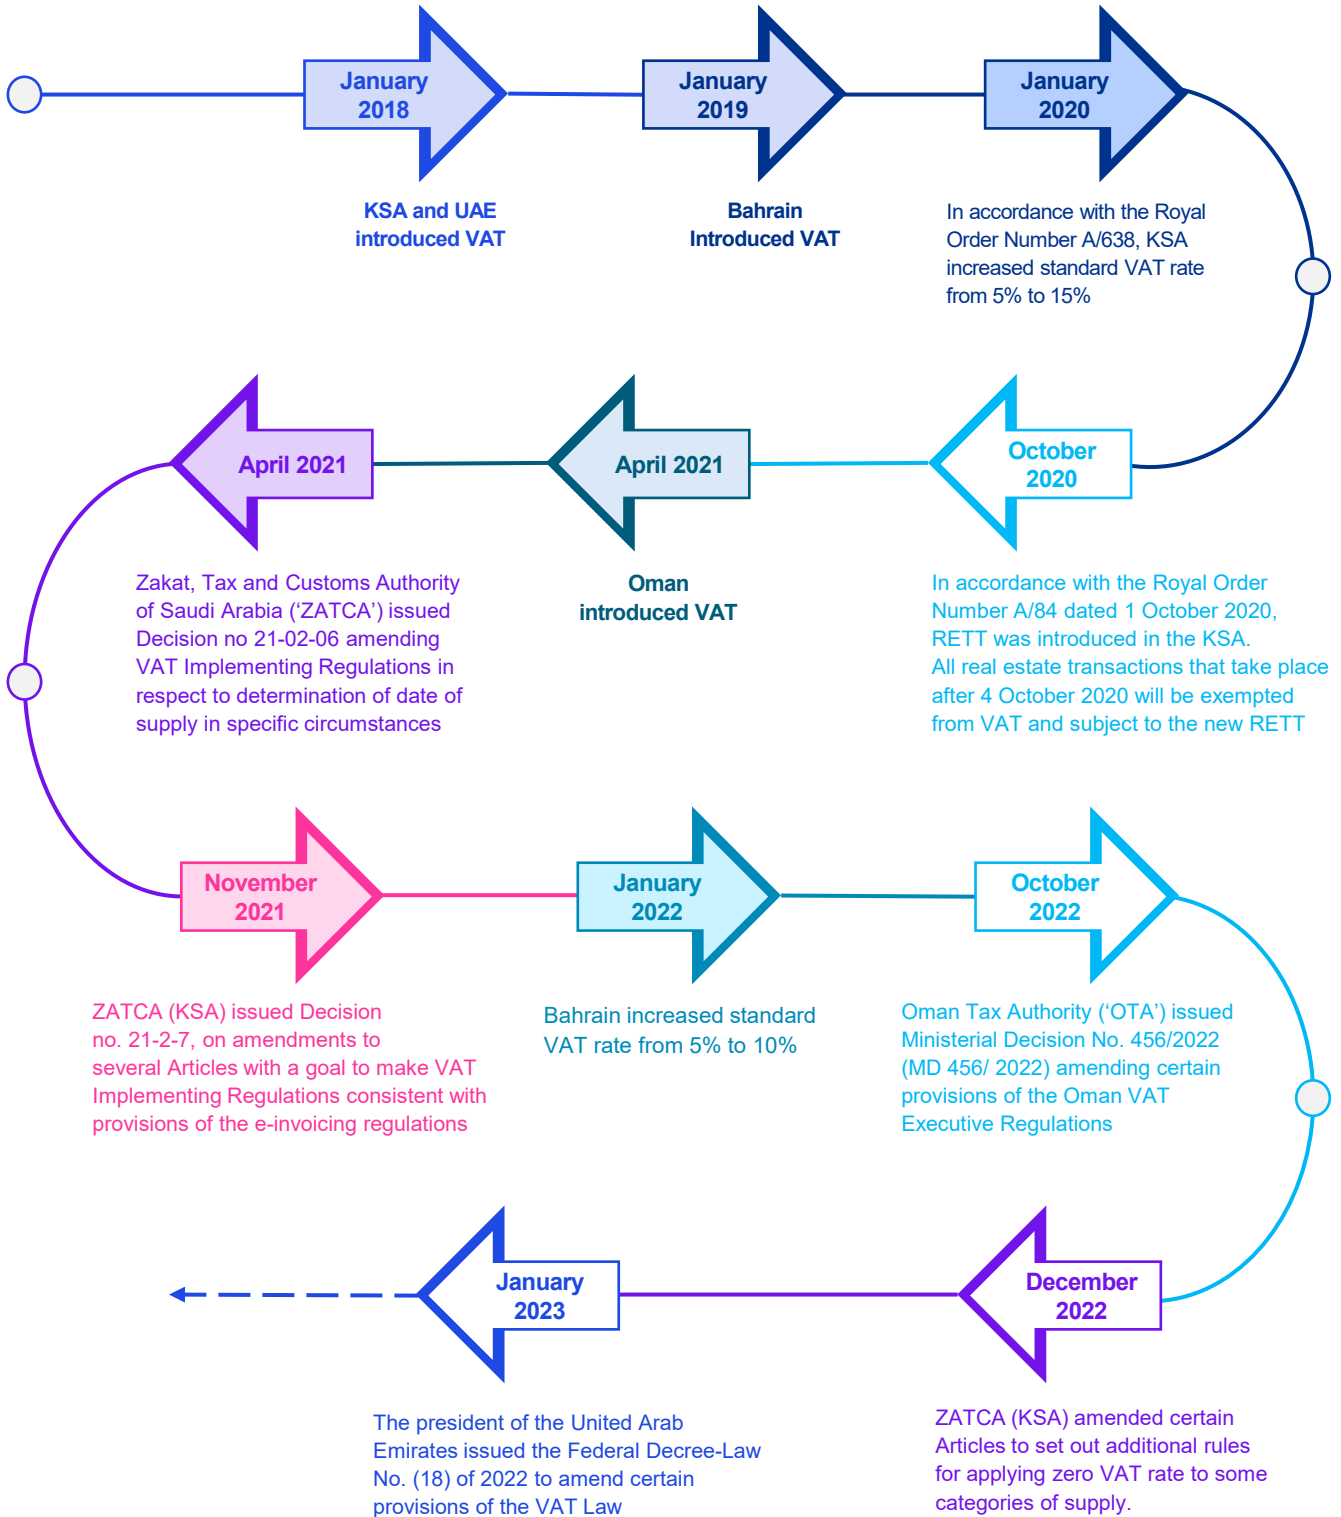 January
2018
KSA and UAE
introduced VAT
January
2019
Bahrain
Introduced VAT
January
2020
In accordance with the Royal
Order Number A/638, KSA
increased standard VAT rate
from 5% to 15%
October
2020
In accordance with the Royal Order
Number A/84 dated 1 October 2020,
RETT was introduced in the KSA.
All real estate transactions that take place
after 4 October 2020 will be exempted
from VAT and subject to the new RETT
April 2021
Oman
introduced VAT
April 2021
Zakat, Tax and Customs Authority
of Saudi Arabia (‘ZATCA’) issued
Decision no 21-02-06 amending
VAT Implementing Regulations in
respect to determination of date of
supply in specific circumstances
November
2021
ZATCA (KSA) issued Decision
no. 21-2-7, on amendments to
several Articles with a goal to make VAT
Implementing Regulations consistent with
provisions of the e-invoicing regulations
January
2022
Bahrain increased standard
VAT rate from 5% to 10%
October
2022
Oman Tax Authority (‘OTA’) issued
Ministerial Decision No. 456/2022
(MD 456/ 2022) amending certain
provisions of the Oman VAT
Executive Regulations
December
2022
ZATCA (KSA) amended certain
Articles to set out additional rules
for applying zero VAT rate to some
categories of supply.
January
2023
The president of the United Arab
Emirates issued the Federal Decree-Law
No. (18) of 2022 to amend certain
provisions of the VAT Law